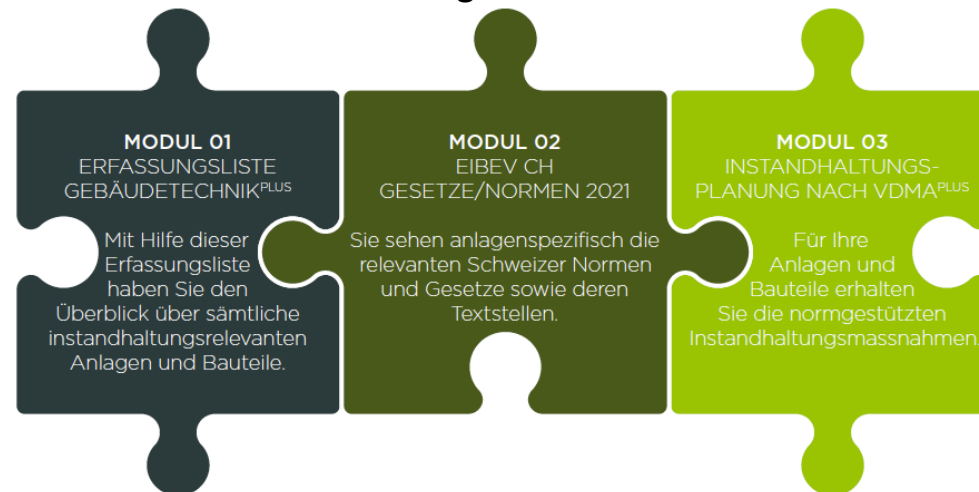 MODUL 01
ERFASSUNGSLISTE
GEBÄUDETECHNIKPLUS
Mit Hilfe dieser
Erfassungsliste
haben Sie den
Überblick über sämtliche
instandhaltungsrelevanten
Anlagen und Bauteile.
MODUL 02
EIBEV CH
GESETZE/NORMEN 2021
Sie sehen anlagenspezifisch die
relevanten Schweizer Normen
und Gesetze sowie deren
Textstellen.
MODUL 03
INSTANDHALTUNGS-
PLANUNG NACH VDMAPLUS
Für Ihre
Anlagen und
Bauteile erhalten
Sie die normgestützten
Instandhaltungsmassnahmen.